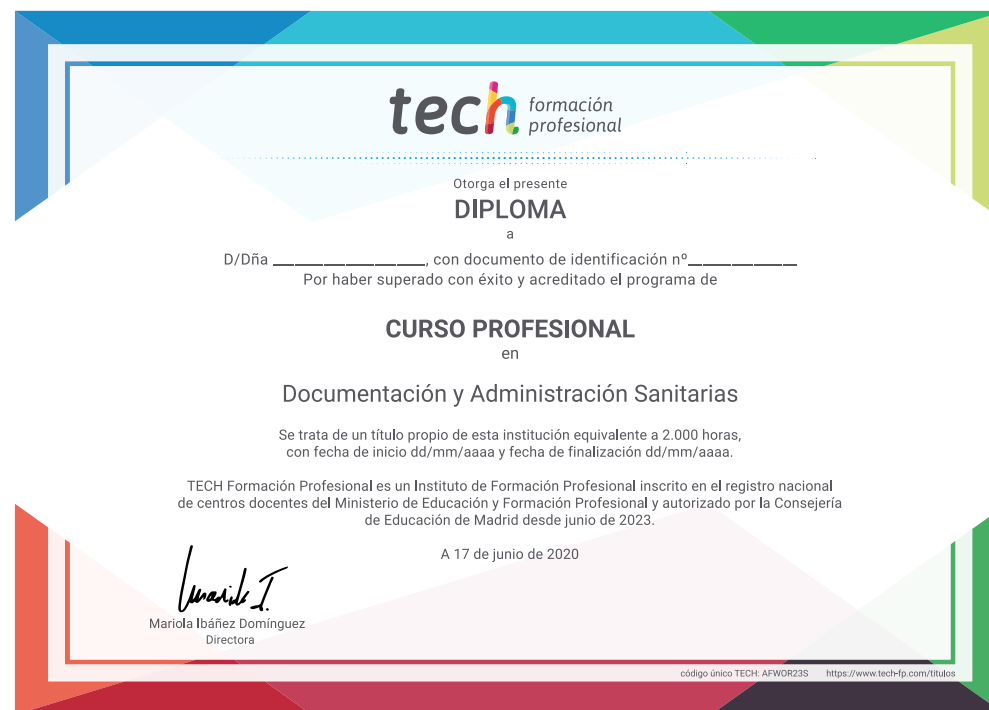 tech formación
profesional
Otorga el presente
DIPLOMA
a
D/Dña _______________, con documento de identificación nº___________
Por haber superado con éxito y acreditado el programa de
CURSO PROFESIONAL
en
Documentación y Administración Sanitarias
Se trata de un título propio de esta institución equivalente a 2.000 horas,
con fecha de inicio dd/mm/aaaa y fecha de finalización dd/mm/aaaa.
TECH Formación Profesional es un Instituto de Formación Profesional inscrito en el registro nacional
de centros docentes del Ministerio de Educación y Formación Profesional y autorizado por la Consejería
de Educación de Madrid desde junio de 2023.
A 17 de junio de 2020
Mariola I.
Mariola Ibáñez Domínguez
Directora
código único TECH: AFWOR23S https://www.tech-fp.com/titulos